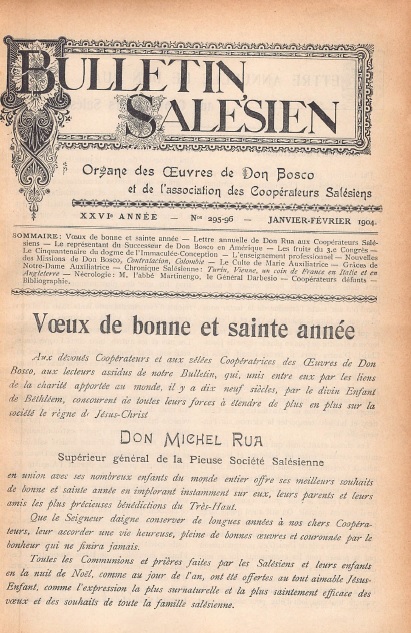 BULLETIN
SALÉSIEN
Organe des Œuvres de Don Bosco
et de l'association des Coopérateurs Salésiens
XXVIᵉ ANNÉE — Nᵒˢ 295-96 — JANVIER-FÉVRIER 1904.
SOMMAIRE: Vœux de bonne et sainte année — Lettre annuelle de Don Rua aux Coopérateurs Salé-
siens — Le représentant du Successeur de Don Bosco en Amérique — Les fruits du 3.e Congrès —
Le Cinquantenaire du dogme de l'Immaculée-Conception — L'enseignement professionnel — Nouvelles
des Missions de Don Bosco, Contratacion, Colombie — Le Culte de Marie Auxiliatrice — Grâces de
Notre-Dame Auxiliatrice — Chronique Salésienne: Turin, Vienne, un coin de France en Italie et en
Angleterre — Nécrologie: M. l'abbé Martinengo, le Général Darbesio — Coopérateurs défunts —
Bibliographie.
Vœux de bonne et sainte année
Aux dévoués Coopérateurs et aux zélées Coopératrices des Œuvres de Don
Bosco, aux lecteurs assidus de notre Bulletin, qui, unis entre eux par les liens
de la charité apportée au monde, il y a dix neuf siècles, par le divin Enfant
de Bethléem, concourent de toutes leurs forces à étendre de plus en plus sur la
société le règne de Jésus-Christ
DON MICHEL RUA
Supérieur général de la Pieuse Société Salésienne
en union avec ses nombreux enfants du monde entier offre ses meilleurs souhaits
de bonne et sainte année en implorant instamment sur eux, leurs parents et leurs
amis les plus précieuses bénédictions du Très-Haut.
Que le Seigneur daigne conserver de longues années à nos chers Coopéra-
teurs, leur accorder une vie heureuse, pleine de bonnes œuvres et couronnée par le
bonheur qui ne finira jamais.
Toutes les Communions et prières faites par les Salésiens et leurs enfants
en la nuit de Noël, comme au jour de l'an, ont été offertes au tout aimable Jésus-
Enfant, comme l'expression la plus surnaturelle et la plus saintement efficace des
vœux et des souhaits de toute la famille salésienne.